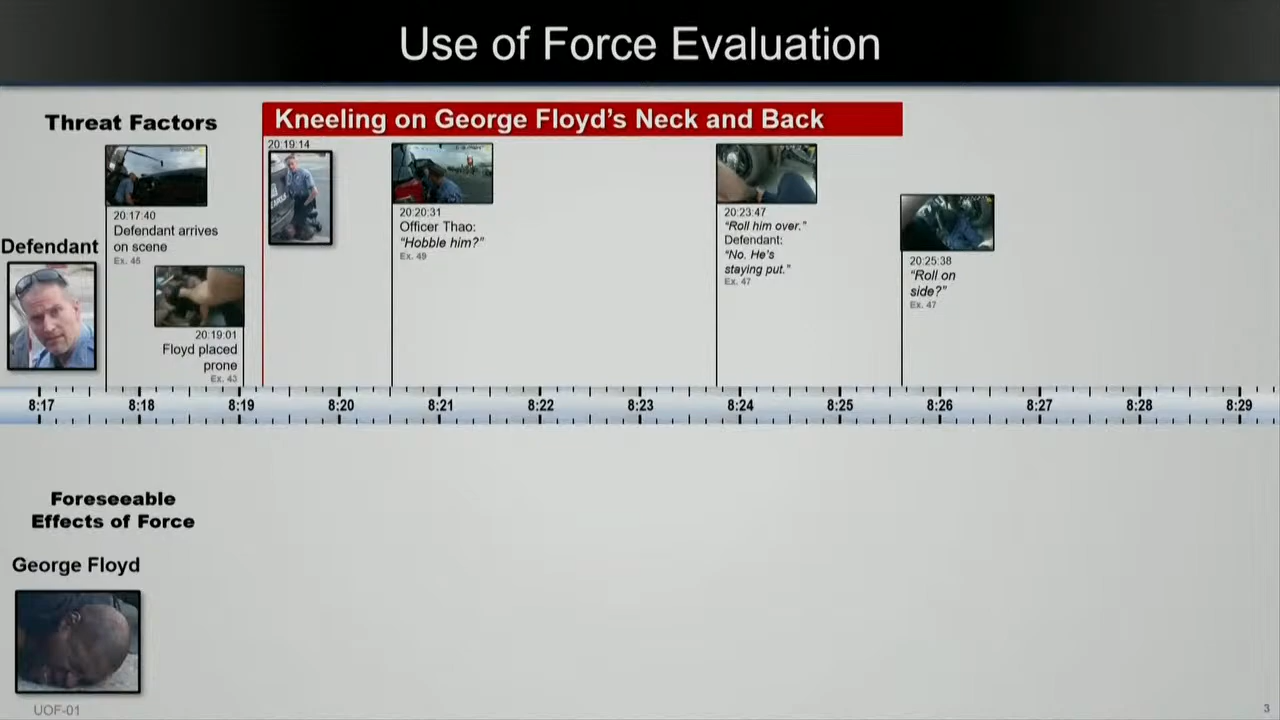 Use of Force Evaluation
Threat Factors
Kneeling on George Floyd's Neck and Back
20:17:40
Defendant arrives
on scene
Ex. 45
Defendant
20:19:01
Floyd placed
prone
Ex. 43
20:19:14
20:20:31
Officer Thao:
“Hobble him?”
Ex. 49
20:23:47
“Roll him over.”
Defendant:
“No. He's
staying put.”
Ex. 47
20:25:38
“Roll on
side?”
Ex. 47
8:17 8:18 8:19 8:20 8:21 8:22 8:23 8:24 8:25 8:26 8:27 8:28 8:29
Foreseeable
Effects of Force
George Floyd
UOF-01
3